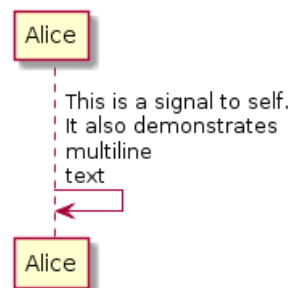 Alice
This is a signal to self.
It also demonstrates
multiline
text
Alice